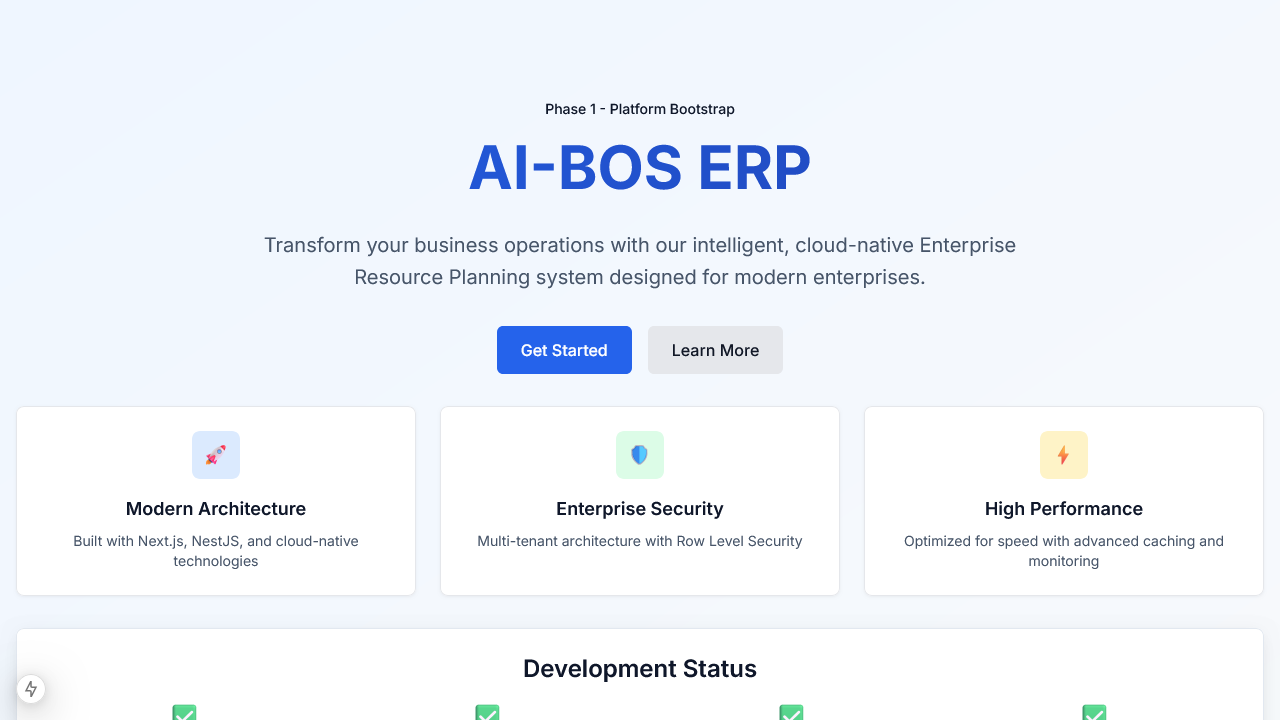 Phase 1 - Platform Bootstrap
AI-BOS ERP
Transform your business operations with our intelligent, cloud-native Enterprise
Resource Planning system designed for modern enterprises.
Get Started
Learn More
Modern Architecture
Built with Next.js, NestJS, and cloud-native
technologies
Enterprise Security
Multi-tenant architecture with Row Level Security
High Performance
Optimized for speed with advanced caching and
monitoring
Development Status